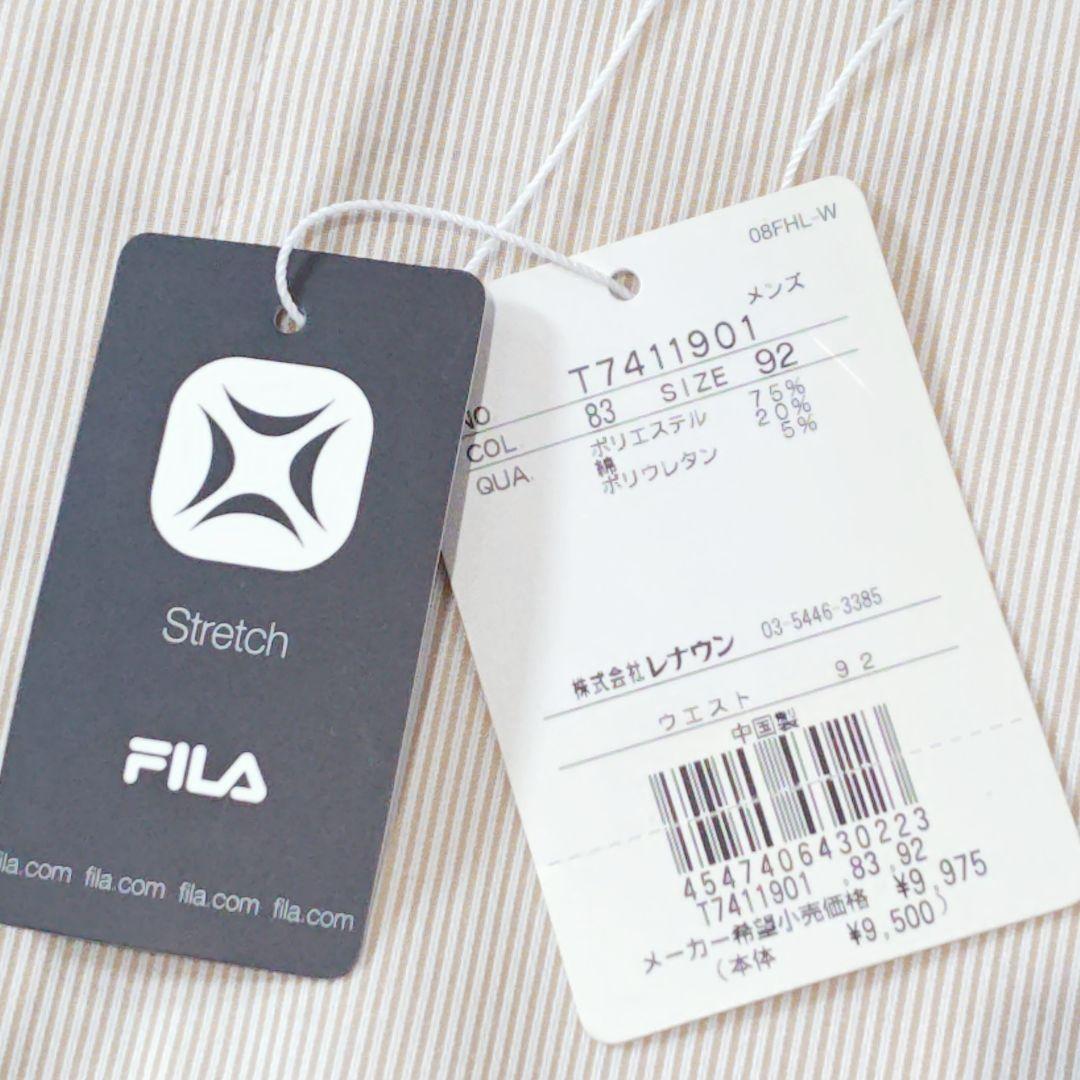 Stretch
FILA
fila.com fila.com fila.com fila.com
08FHL-W
メンズ
NO T7411901
COL. 83 SIZE 92
QUA. ポリエステル 75%
綿 20%
ポリウレタン 5%
株式会社レナウン 03-5446-3385
ウエスト 92
中国製
4547406430223
T7411901 ,83,92
メーカー希望小売価格 ¥9,975
(本体 ¥9,500)